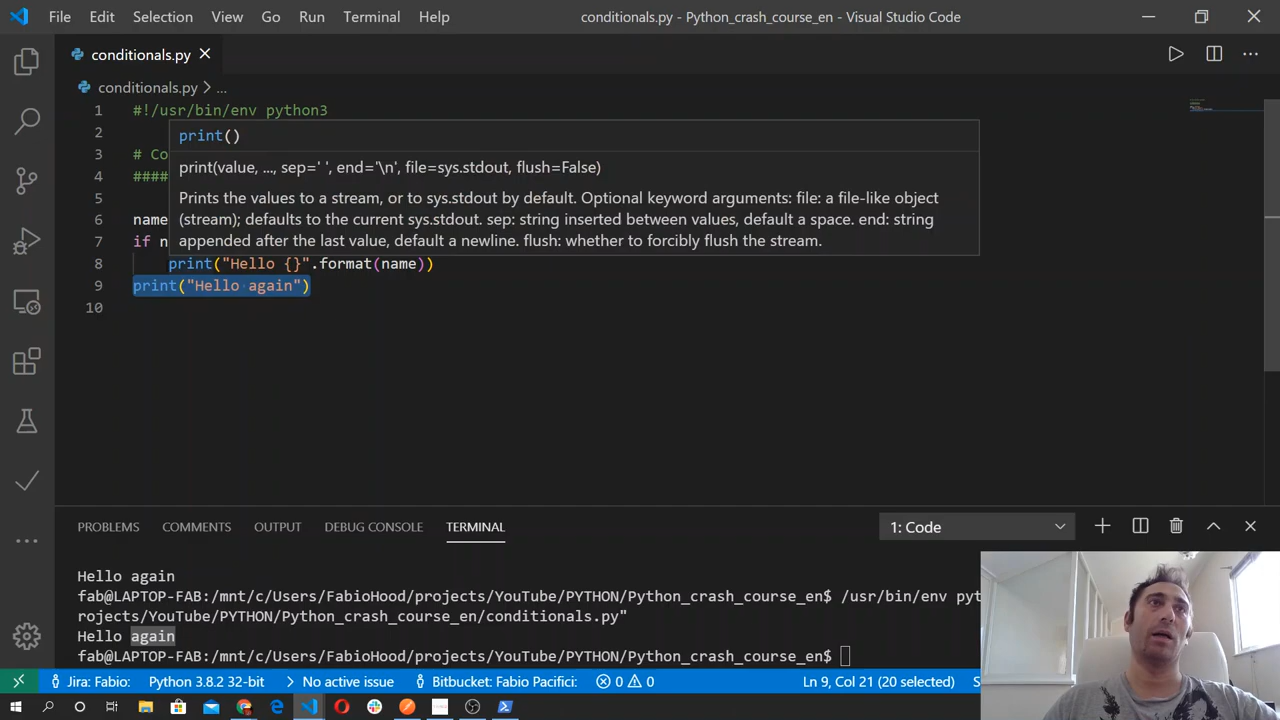 File Edit Selection View Go Run Terminal Help conditionals.py - Python_crash_course_en - Visual Studio Code
conditionals.py
conditionals.py > ...
1 #!/usr/bin/env python3
2 print()
3 # Co
print(value, ..., sep=' ', end='\n', file=sys.stdout, flush=False)
4 ####
Prints the values to a stream, or to sys.stdout by default. Optional keyword arguments: file: a file-like object
5
6 name
(stream); defaults to the current sys.stdout. sep: string inserted between values, default a space. end: string
7 if n
appended after the last value, default a newline. flush: whether to forcibly flush the stream.
8 print("Hello {}".format(name))
9 print("Hello again")
10
PROBLEMS COMMENTS OUTPUT DEBUG CONSOLE TERMINAL 1: Code
Hello again
fab@LAPTOP-FAB:/mnt/c/Users/FabioHood/projects/YouTube/PYTHON/Python_crash_course_en$ /usr/bin/env pyt
rojects/YouTube/PYTHON/Python_crash_course_en/conditionals.py"
Hello again
fab@LAPTOP-FAB:/mnt/c/Users/FabioHood/projects/YouTube/PYTHON/Python_crash_course_en$
Jira: Fabio: Python 3.8.2 32-bit > No active issue Bitbucket: Fabio Pacifici: 0 0 Ln 9, Col 21 (20 selected) S